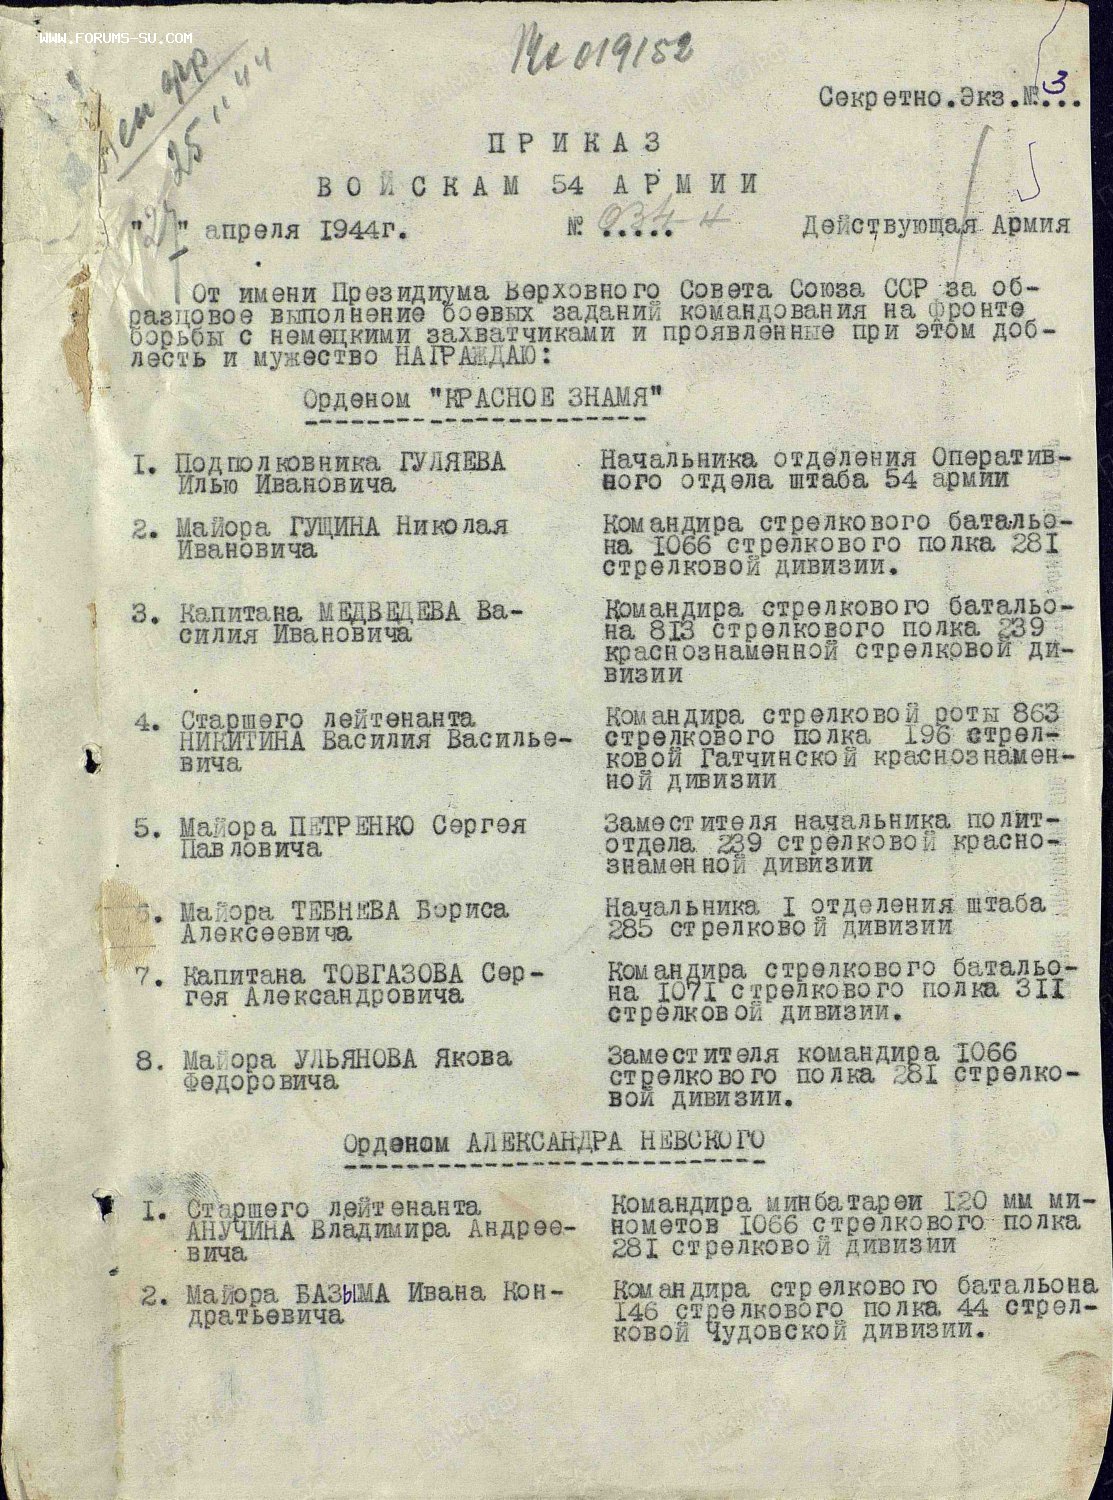 WWW.FORUMS-SU.COM
019152
25 44
Секретно.Экз.№ 3...
ПРИКАЗ
ВОЙСКАМ 54 АРМИИ
" " апреля 1944г. № ..... Действующая Армия
От имени Президиума Верховного Совета Союза ССР за об-
разцовое выполнение боевых заданий командования на фронте
борьбы с немецкими захватчиками и проявленные при этом доб-
лесть и мужество НАГРАЖДАЮ:
Орденом "КРАСНОЕ ЗНАМЯ"
1. Подполковника ГУЛЯЕВА Начальника отделения Оператив-
Илью Ивановича ного отдела штаба 54 армии
2. Майора ГУЩИНА Николая Командира стрелкового батальо-
Ивановича на 1066 стрелкового полка 281
стрелковой дивизии.
3. Капитана МЕДВЕДЕВА Ва- Командира стрелкового батальо-
силия Ивановича на 813 стрелкового полка 239
краснознаменной стрелковой ди-
визии
4. Старшего лейтенанта Командира стрелковой роты 863
НИКИТИНА Василия Василье- стрелкового полка 196 стрел-
вича ковой Гатчинской краснознамен-
ной дивизии
5. Майора ПЕТРЕНКО Сергея Заместителя начальника полит-
Павловича отдела 239 стрелковой красно-
знаменной дивизии
6. Майора ТЕБНЕВА Бориса Начальника I отделения штаба
Алексеевича 285 стрелковой дивизии
7. Капитана ТОВГАЗОВА Сер- Командира стрелкового батальо-
гея Александровича на 1071 стрелкового полка 311
стрелковой дивизии.
8. Майора УЛЬЯНОВА Якова Заместителя командира 1066
Федоровича стрелкового полка 281 стрелко-
вой дивизии.
Орденом АЛЕКСАНДРА НЕВСКОГО
1. Старшего лейтенанта Командира минбатареи 120 мм ми-
АНУЧИНА Владимира Андрее- нометов 1066 стрелкового полка
вича 281 стрелковой дивизии
2. Майора БАЗЫМА Ивана Кон- Командира стрелкового батальона
дратьевича 146 стрелкового полка 44 стрел-
ковой Чудовской дивизии.